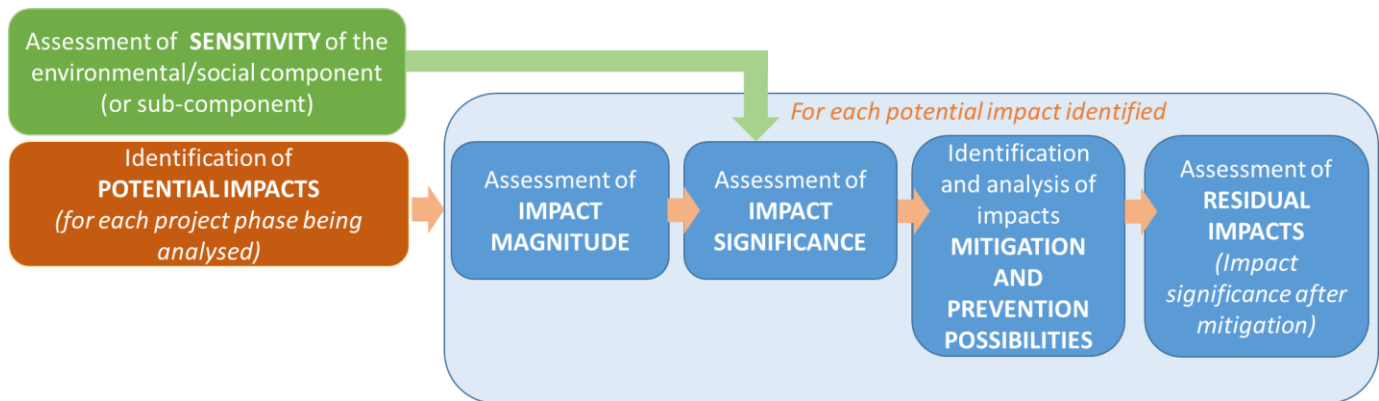 Assessment of SENSITIVITY of the
environmental/social component
(or sub-component)
Identification of
POTENTIAL IMPACTS
(for each project phase being
analysed)
For each potential impact identified
Assessment of
IMPACT
MAGNITUDE
Assessment of
IMPACT
SIGNIFICANCE
Identification
and analysis of
impacts
MITIGATION
AND
PREVENTION
POSSIBILITIES
Assessment of
RESIDUAL
IMPACTS
(Impact
significance after
mitigation)